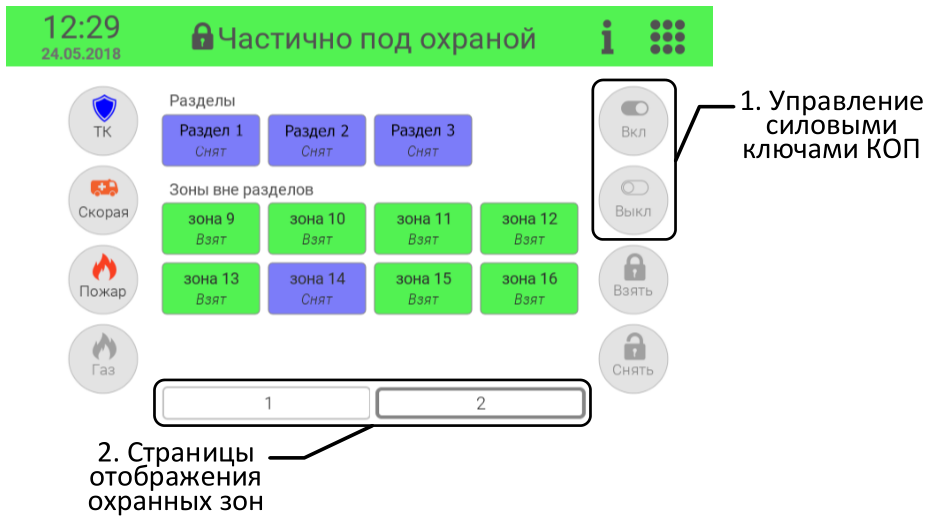 12:29
24.05.2018
Частично под охраной
i
ТК
Скорая
Пожар
Газ
Разделы
Раздел 1
Снят
Раздел 2
Снят
Раздел 3
Снят
Зоны вне разделов
зона 9
Взят
зона 10
Взят
зона 11
Взят
зона 12
Взят
зона 13
Взят
зона 14
Снят
зона 15
Взят
зона 16
Взят
1
2
Вкл
Выкл
Взять
Снять
1. Управление
силовыми
ключами КОП
2. Страницы
отображения
охранных зон